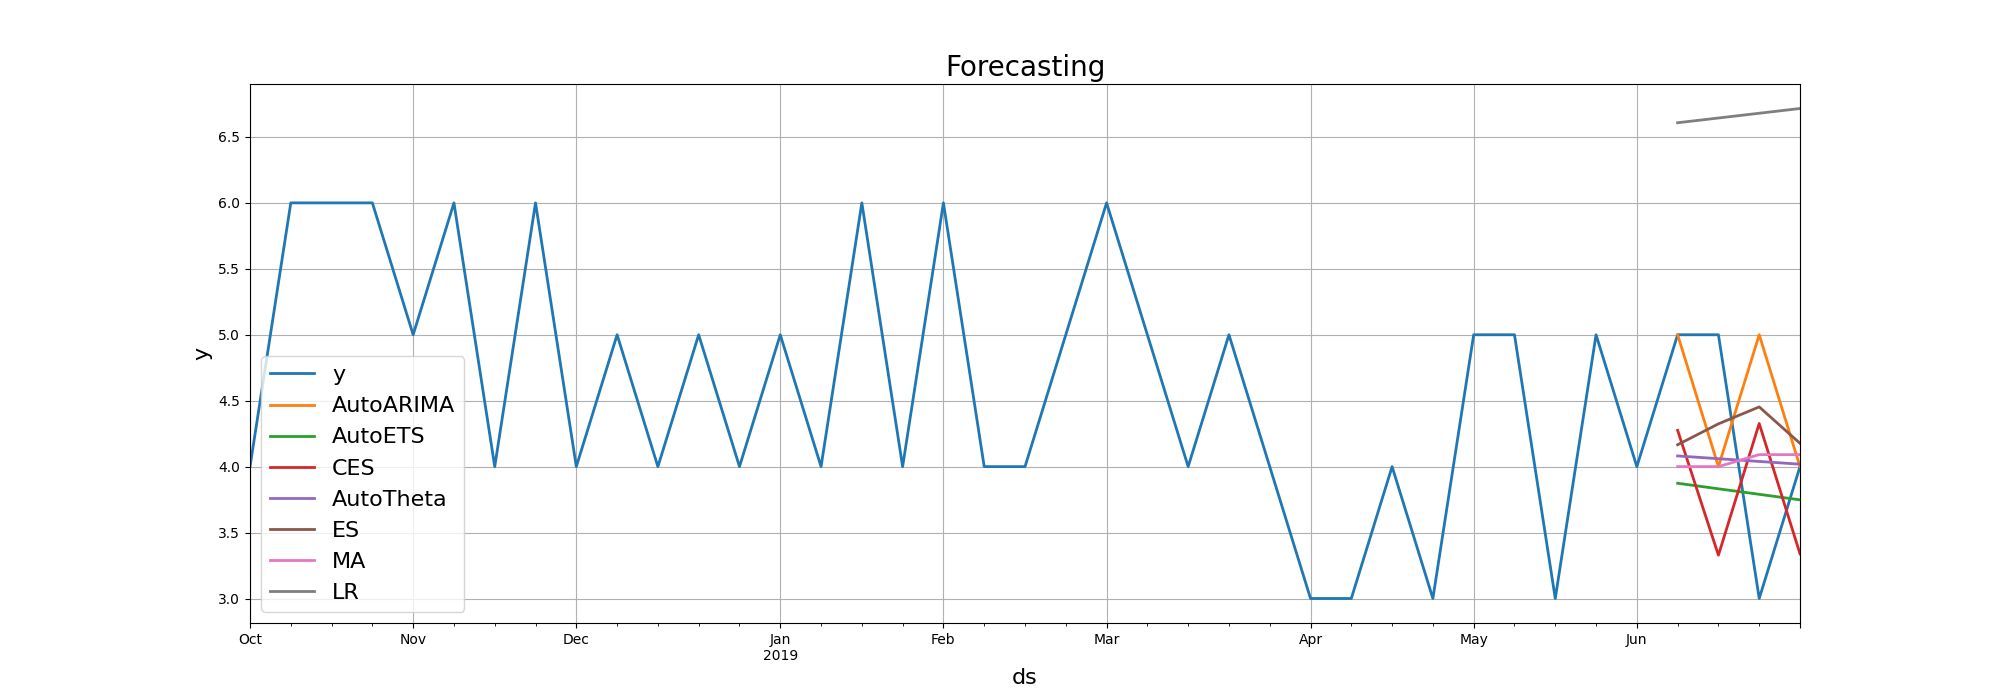 Forecasting
y
6.5
6.0
5.5
5.0
4.5
4.0
3.5
3.0
y
AutoARIMA
AutoETS
CES
AutoTheta
ES
MA
LR
Oct Nov Dec Jan Feb Mar Apr May Jun
2019
ds